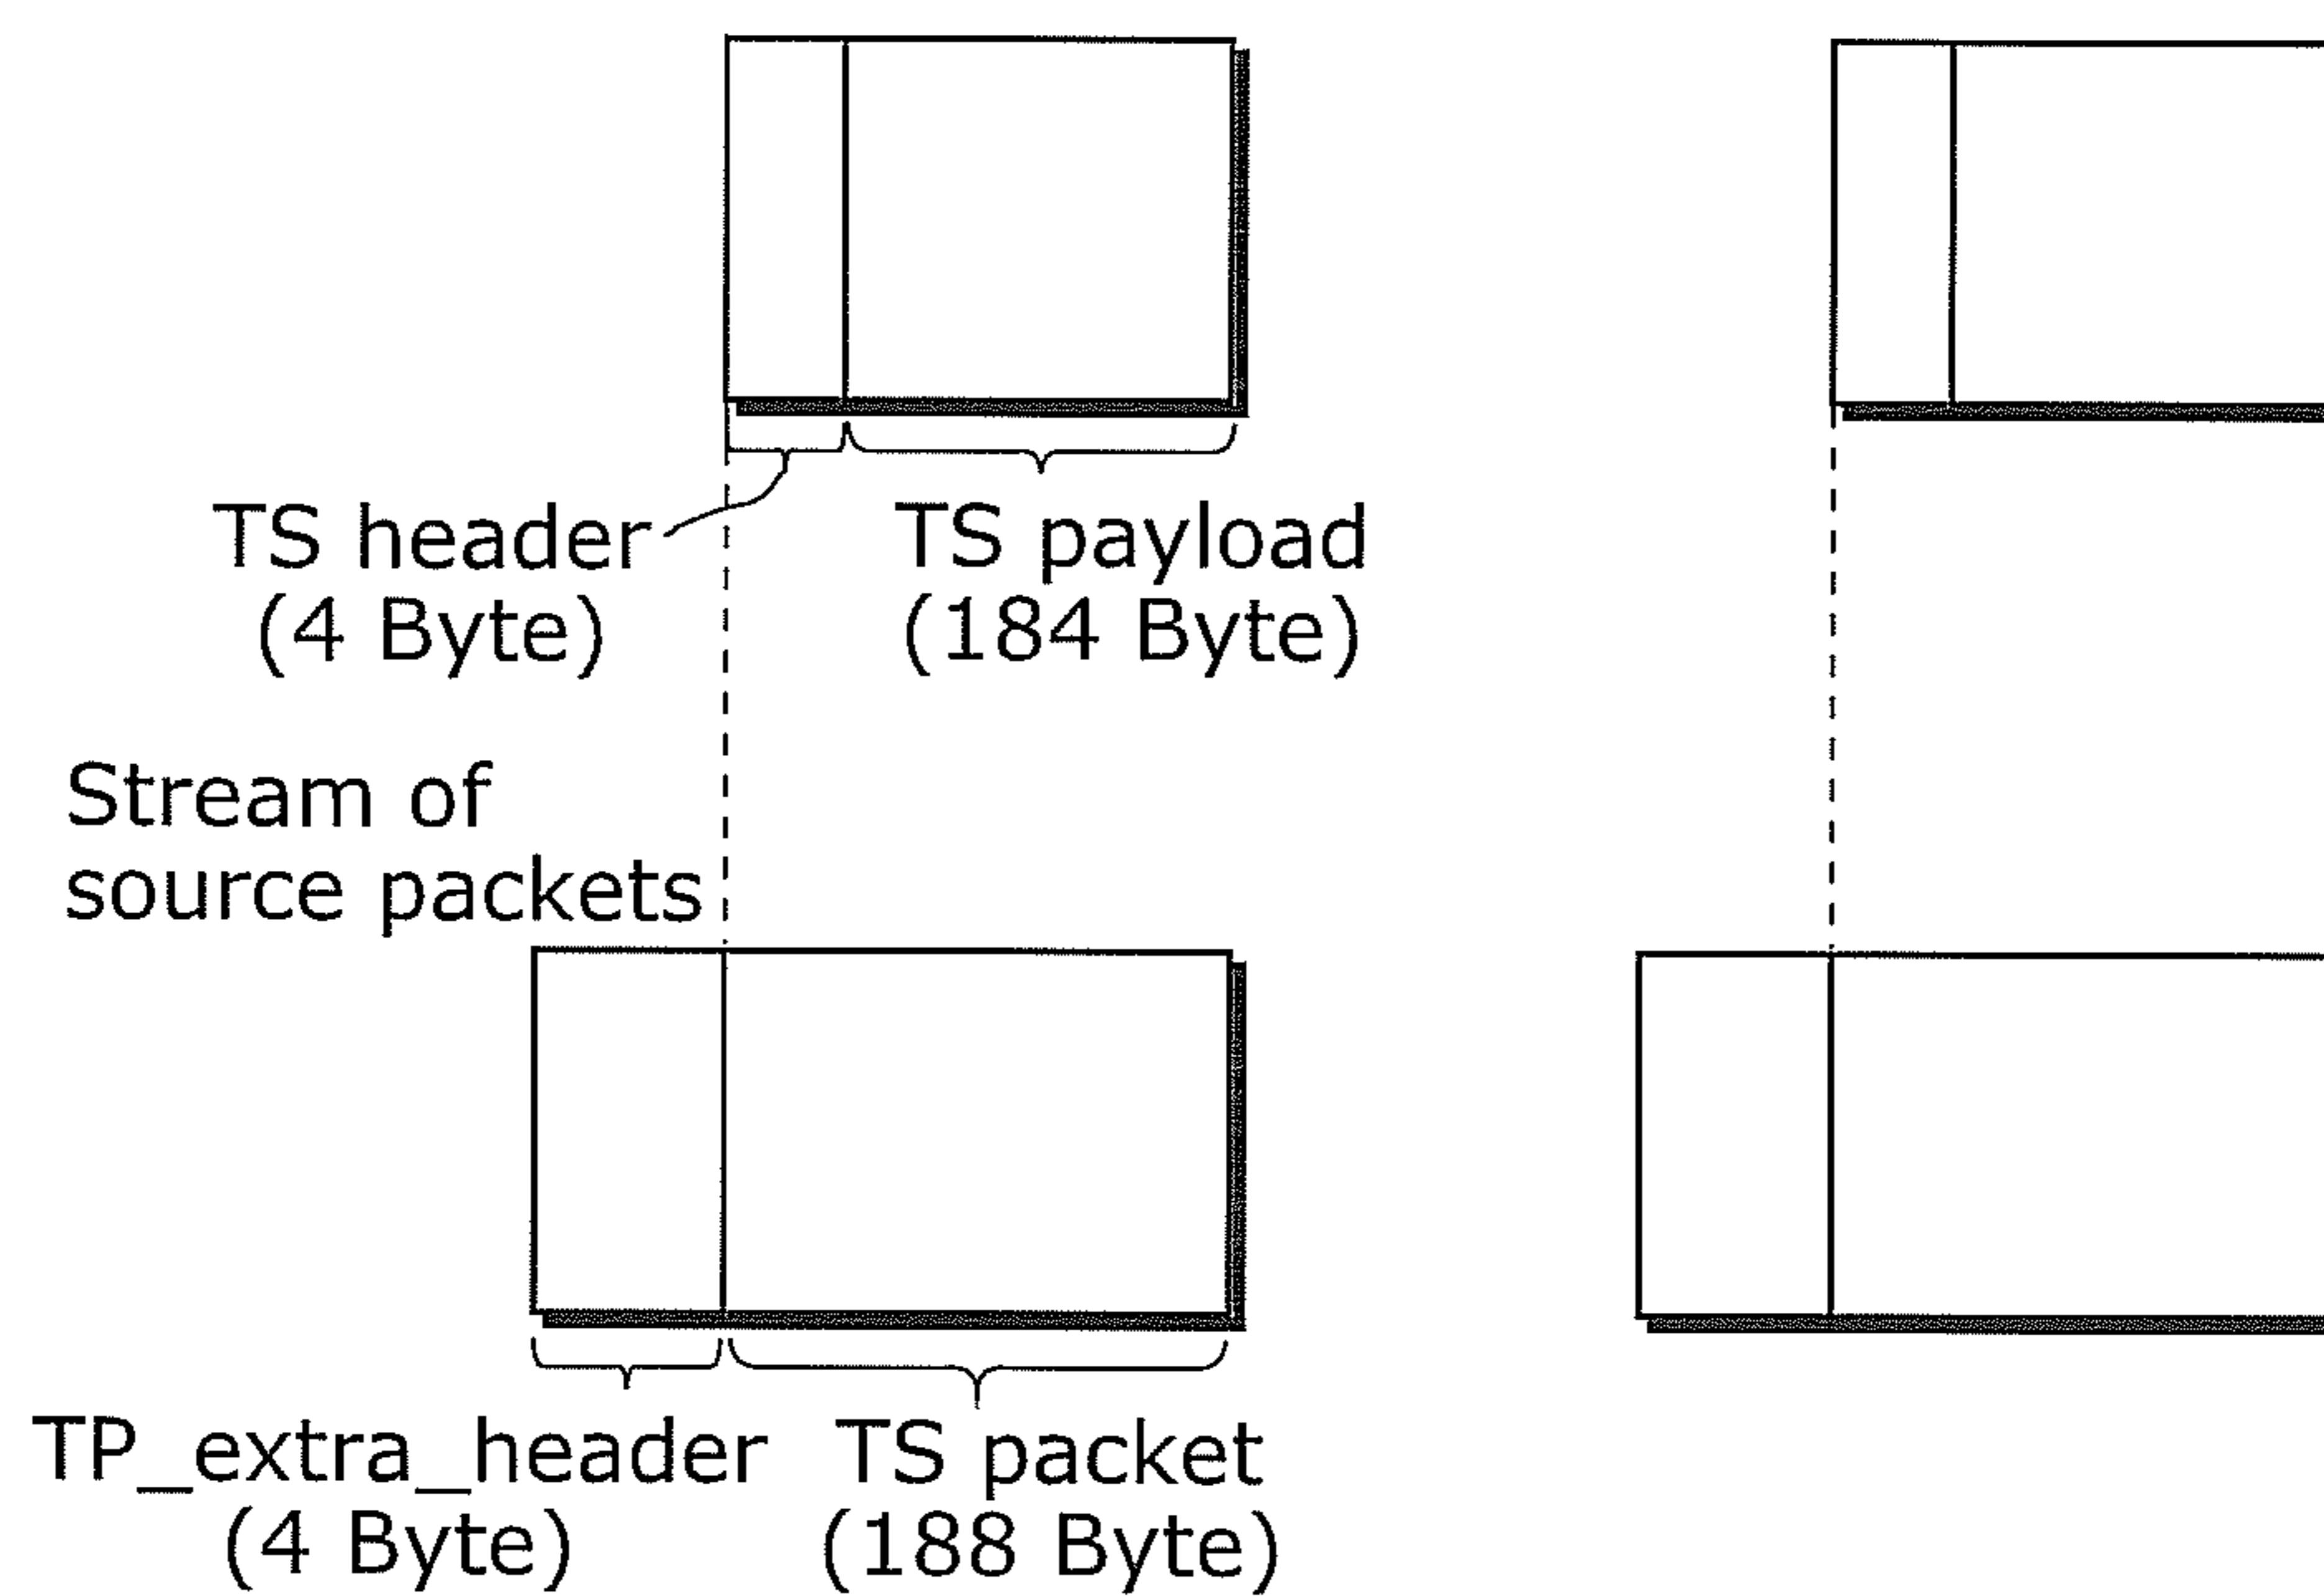 TS header
(4 Byte)
TS payload
(184 Byte)
Stream of
source packets
TP_extra_header
(4 Byte)
TS packet
(188 Byte)